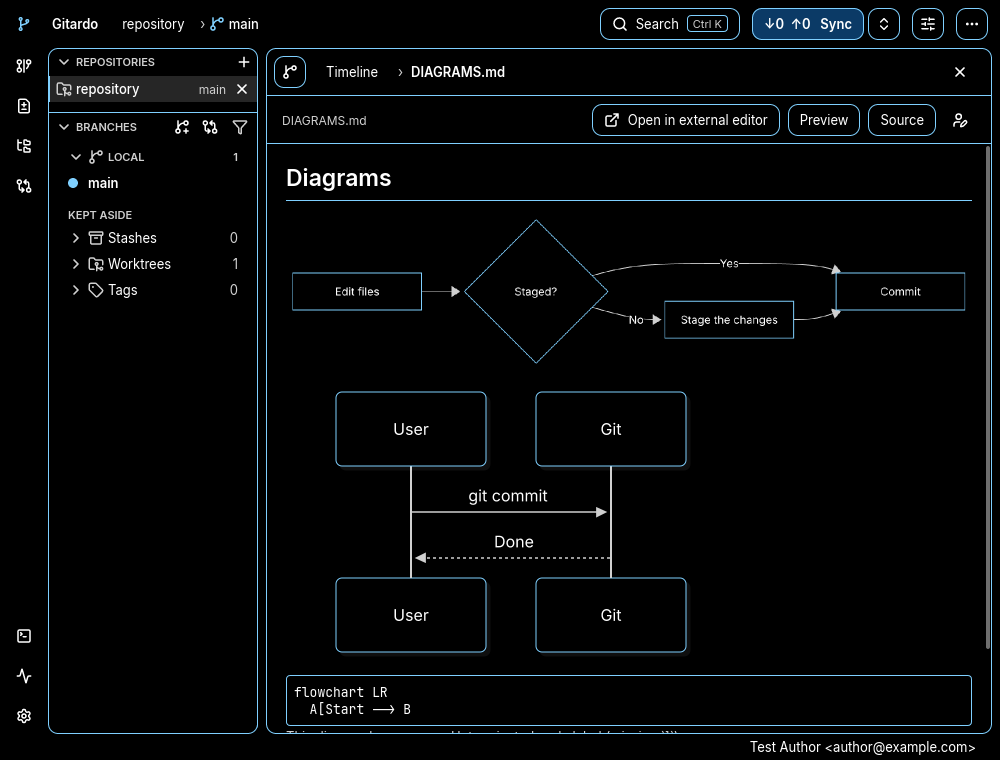 Gitardo repository › main Search Ctrl K ↓0 ↑0 Sync
REPOSITORIES
repository main
BRANCHES
LOCAL 1
main
KEPT ASIDE
Stashes 0
Worktrees 1
Tags 0
Timeline › DIAGRAMS.md
DIAGRAMS.md Open in external editor Preview Source
Diagrams
Edit files
Staged?
Yes
No
Stage the changes
Commit
User Git
git commit
Done
User Git
flowchart LR
A[Start --> B
Test Author <author@example.com>